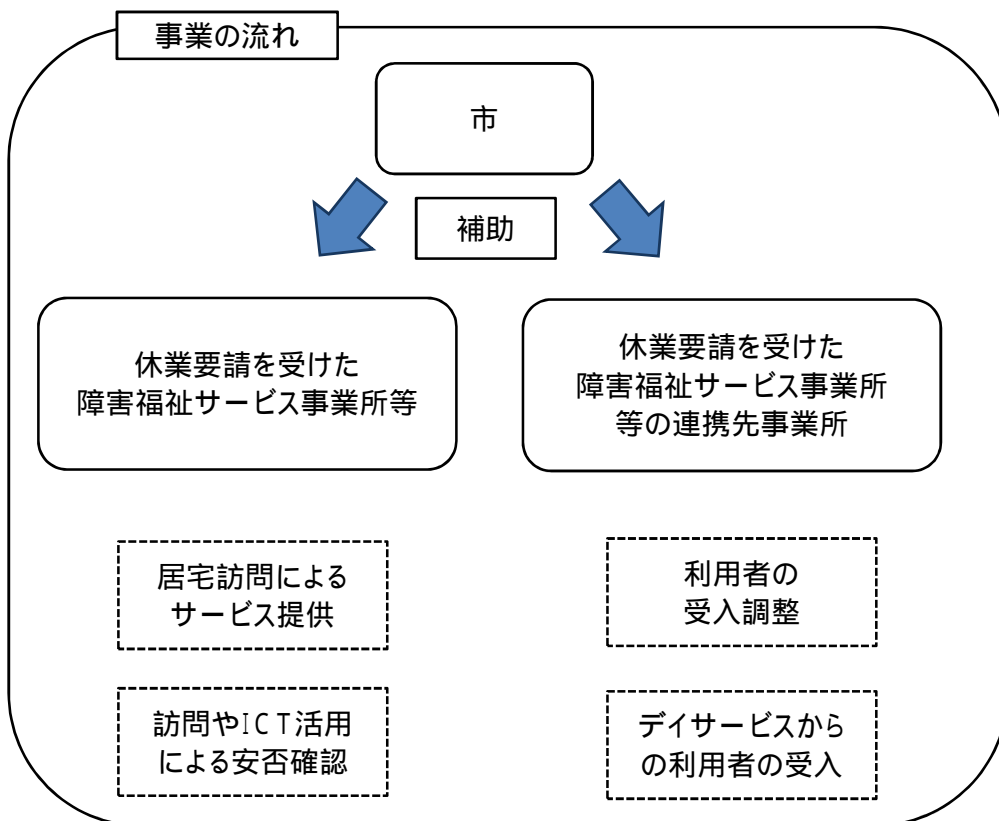 事業の流れ
市
補助
休業要請を受けた
障害福祉サービス事業所等
休業要請を受けた
障害福祉サービス事業所
等の連携先事業所
居宅訪問による
サービス提供
利用者の
受入調整
訪問やICT活用
による安否確認
デイサービスから
の利用者の受入